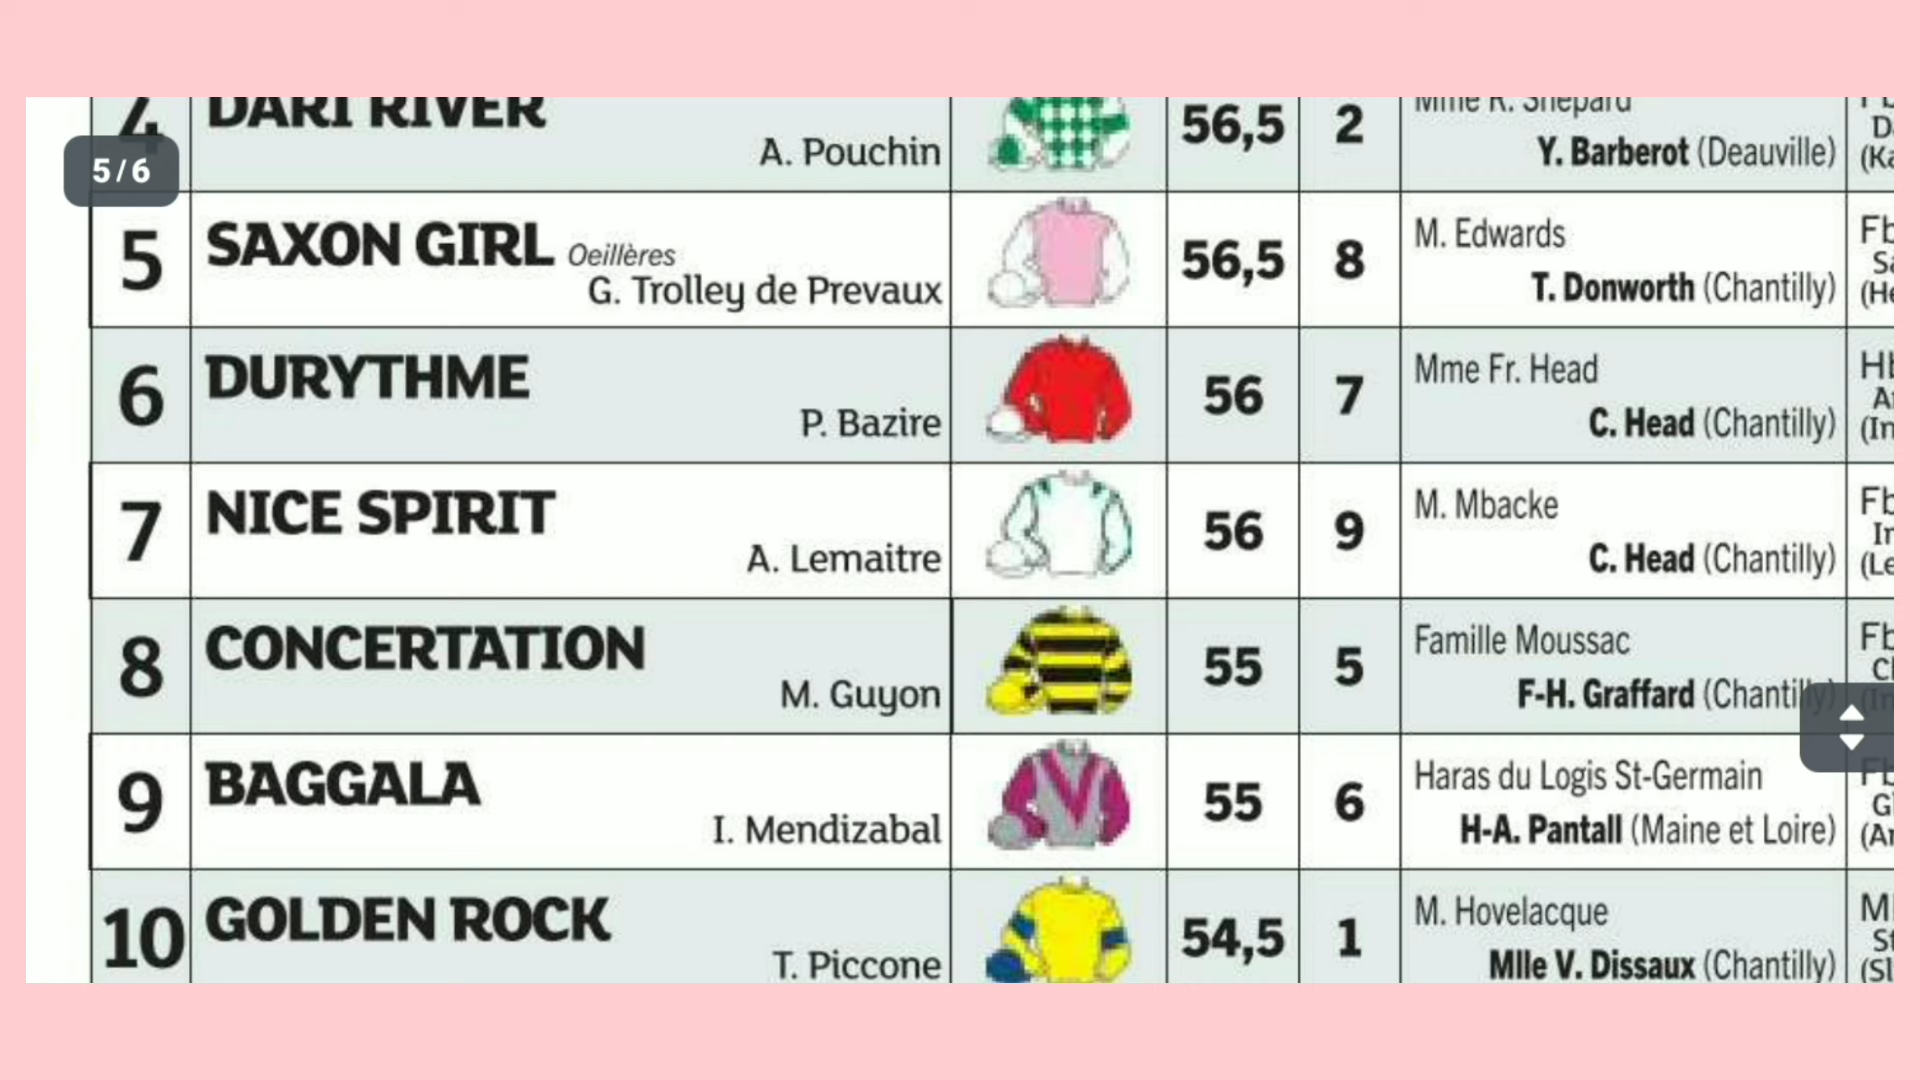 4 DARI RIVER
A. Pouchin
56,5 2
Mme R. Shepard
Y. Barberot (Deauville)
5/6
5 SAXON GIRL Oeillères
G. Trolley de Prevaux
56,5 8
M. Edwards
T. Donworth (Chantilly)
6 DURYTHME
P. Bazire
56 7
Mme Fr. Head
C. Head (Chantilly)
7 NICE SPIRIT
A. Lemaitre
56 9
M. Mbacke
C. Head (Chantilly)
8 CONCERTATION
M. Guyon
55 5
Famille Moussac
F-H. Graffard (Chantilly)
9 BAGGALA
I. Mendizabal
55 6
Haras du Logis St-Germain
H-A. Pantall (Maine et Loire)
10 GOLDEN ROCK
T. Piccone
54,5 1
M. Hovelacque
Mlle V. Dissaux (Chantilly)